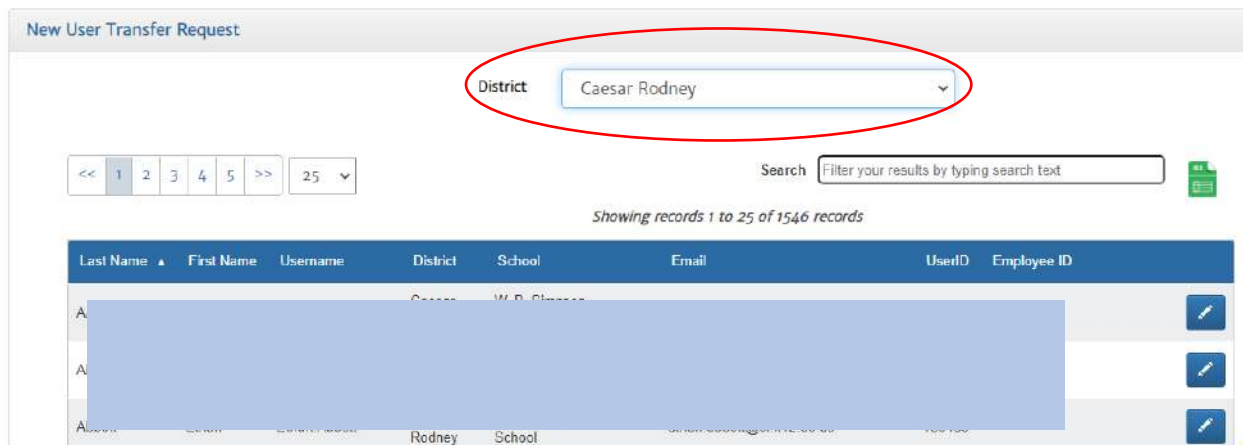 New User Transfer Request
District Caesar Rodney
<< 1 2 3 4 5 >> 25 Search Filter your results by typing search text
Showing records 1 to 25 of 1546 records
Last Name First Name Username District School Email UserID Employee ID
Rodney School